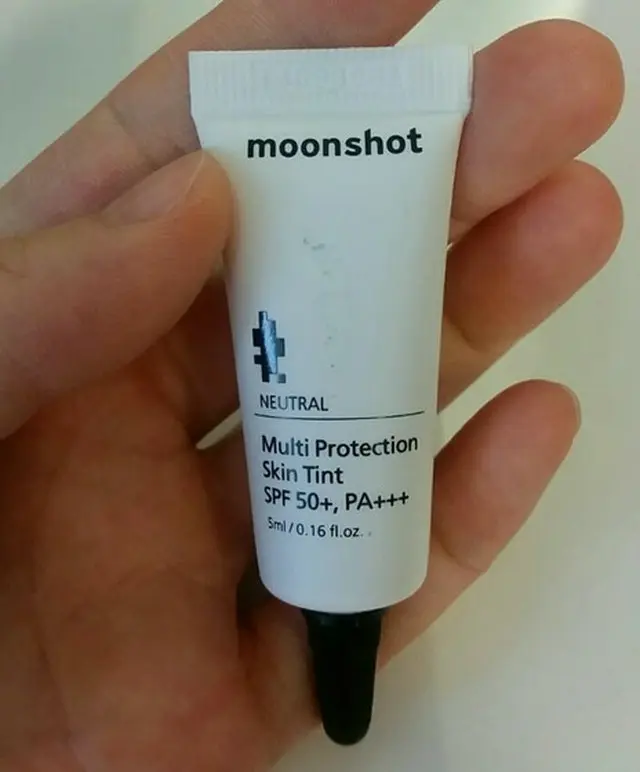 moonshot
NEUTRAL
Multi Protection
Skin Tint
SPF 50+, PA+++
5ml / 0.16 fl.oz.